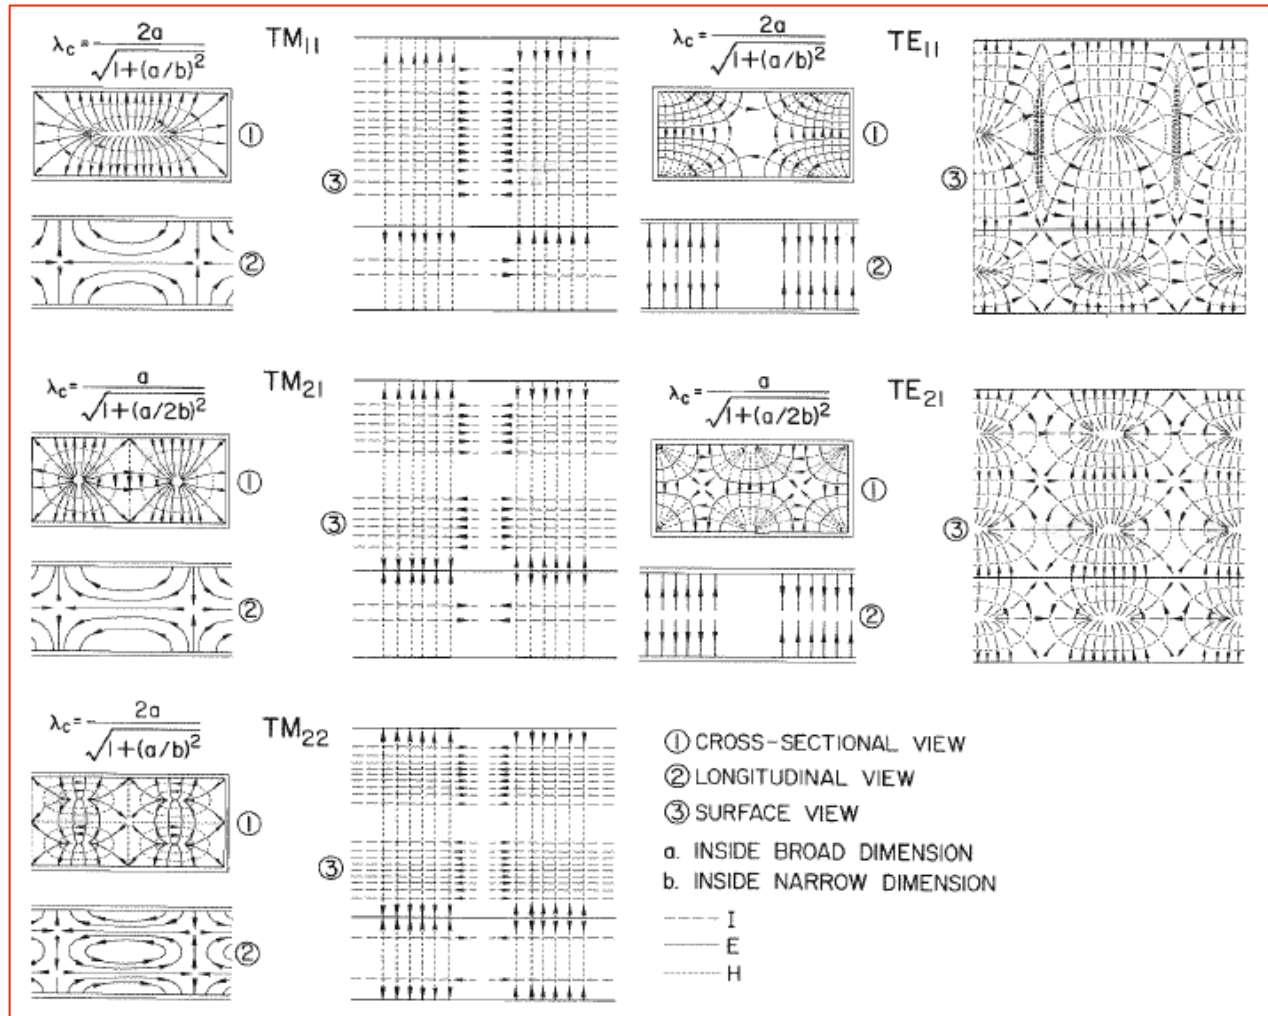 λc = 2a / √1+(a/b)²
TM11
①
②
③
λc = 2a / √1+(a/b)²
TE11
①
②
③
λc = a / √1+(a/2b)²
TM21
①
②
③
λc = a / √1+(a/2b)²
TE21
①
②
③
λc = 2a / √1+(a/b)²
TM22
①
②
③
① CROSS-SECTIONAL VIEW
② LONGITUDINAL VIEW
③ SURFACE VIEW
a. INSIDE BROAD DIMENSION
b. INSIDE NARROW DIMENSION
I
E
H